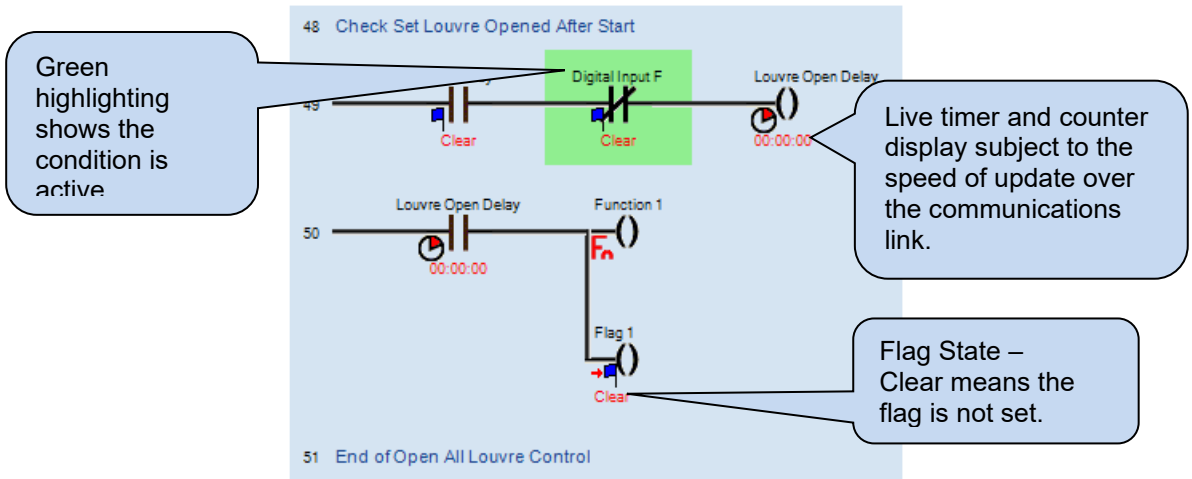 48 Check Set Louvre Opened After Start
Green
highlighting
shows the
condition is
active
49
Digital Input F
Louvre Open Delay
Clear
Clear
00:00:00
Live timer and counter
display subject to the
speed of update over
the communications
link.
50
Louvre Open Delay
Function 1
Fn
00:00:00
Flag 1
Clear
Flag State –
Clear means the
flag is not set.
51 End of Open All Louvre Control